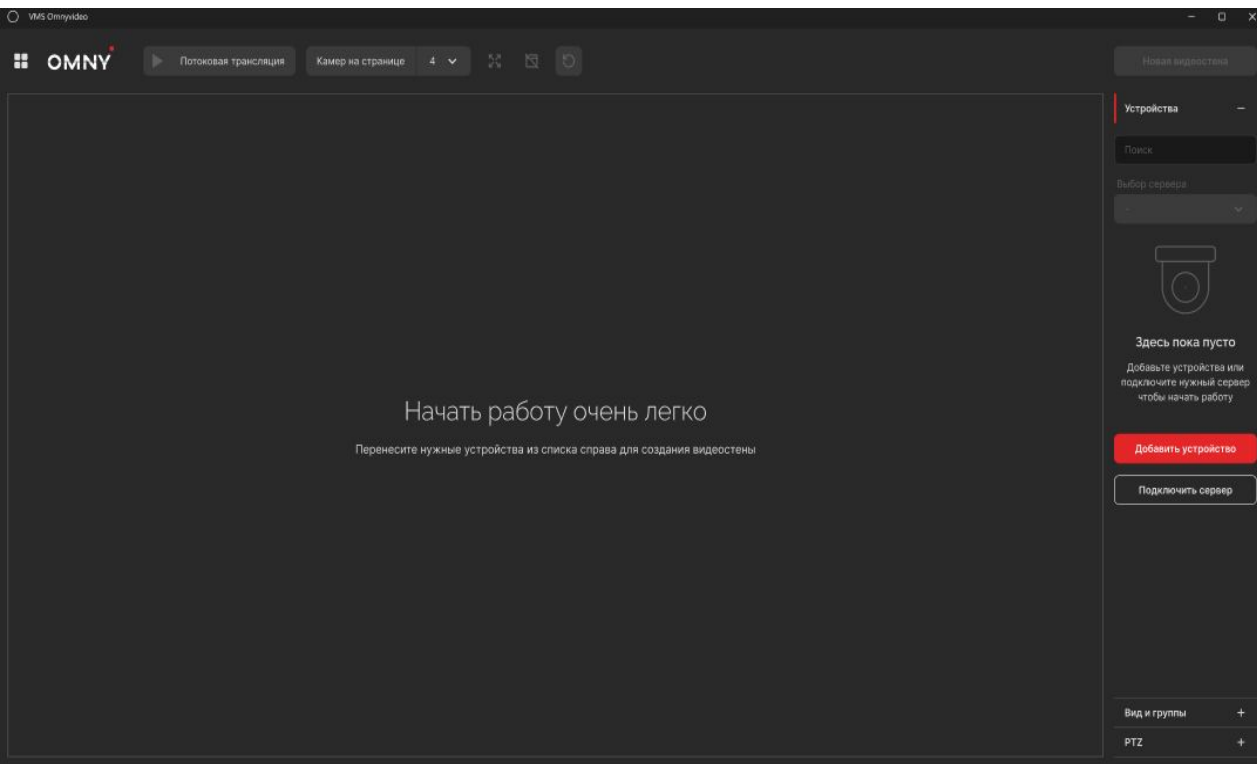 VMS Omnyvideo
OMNY
Потоковая трансляция
Камер на странице 4
Новая видеостена
Устройства
Поиск
Выбор сервера
-
Здесь пока пусто
Добавьте устройства или
подключите нужный сервер
чтобы начать работу
Добавить устройство
Подключить сервер
Начать работу очень легко
Перенесите нужные устройства из списка справа для создания видеостены
Вид и группы
PTZ